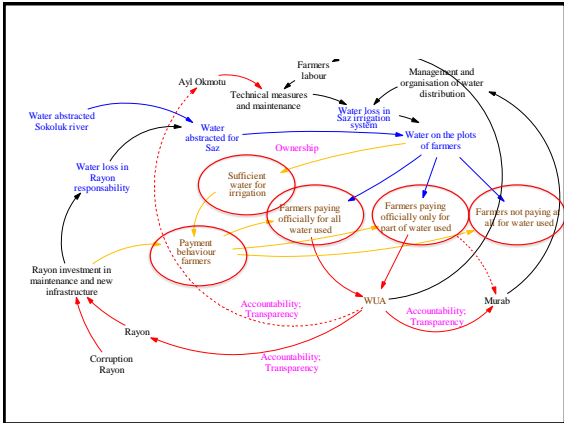 Farmers
labour
Ayl Okmotu
Management and
organisation of water
distribution
Technical measures
and maintenance
Water abstracted
Sokoluk river
Water loss in
Saz irrigation
system
Water
abstracted for
Saz
Water on the plots
of farmers
Ownership
Water loss in
Rayon
responsability
Sufficient
water for
irrigation
Farmers paying
officially for all
water used
Farmers paying
officially only for
part of water used
Farmers not paying at
all for water used
Payment
behaviour
farmers
Rayon investment in
maintenance and new
infrastructure
Accountability;
Transparency
WUA
Murab
Accountability;
Transparency
Rayon
Accountability;
Transparency
Corruption
Rayon